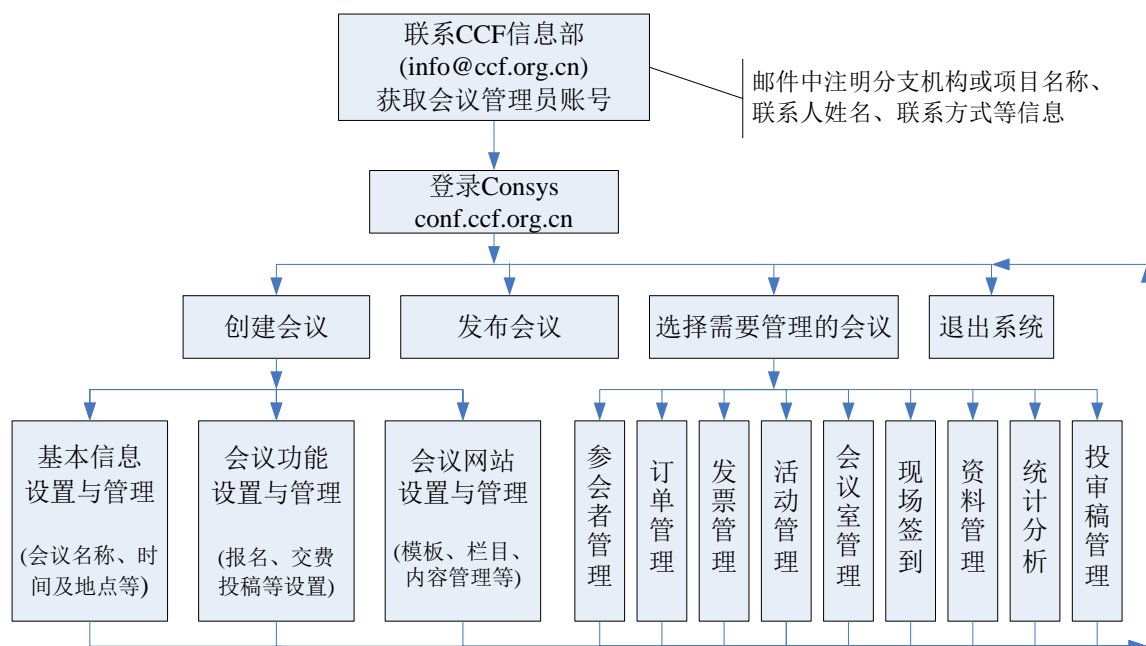 联系CCF信息部
(info@ccf.org.cn)
获取会议管理员账号
邮件中注明分支机构或项目名称、
联系人姓名、联系方式等信息
登录Consys
conf.ccf.org.cn
创建会议
发布会议
选择需要管理的会议
退出系统
基本信息
设置与管理
(会议名称、时
间及地点等)
会议功能
设置与管理
(报名、交费
投稿等设置)
会议网站
设置与管理
(模板、栏目、
内容管理等)
参会者管理
订单管理
发票管理
活动管理
会议室管理
现场签到
资料管理
统计分析
投审稿管理